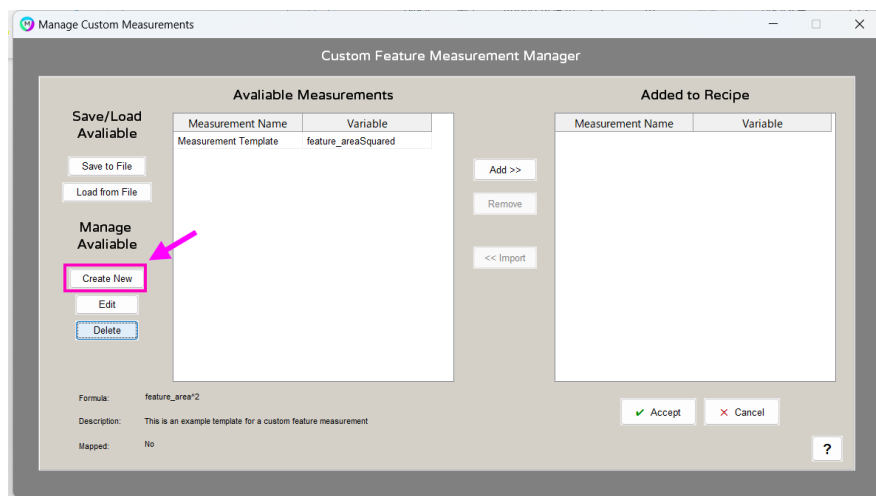 Manage Custom Measurements
Custom Feature Measurement Manager
Save/Load
Avaliable
Save to File
Load from File
Manage
Avaliable
Create New
Edit
Delete
Avaliable Measurements
Measurement Name Variable
Measurement Template feature_areaSquared
Add >>
Remove
<< Import
Added to Recipe
Measurement Name Variable
Formula: feature_area^2
Description: This is an example template for a custom feature measurement
Mapped: No
Accept
Cancel
?